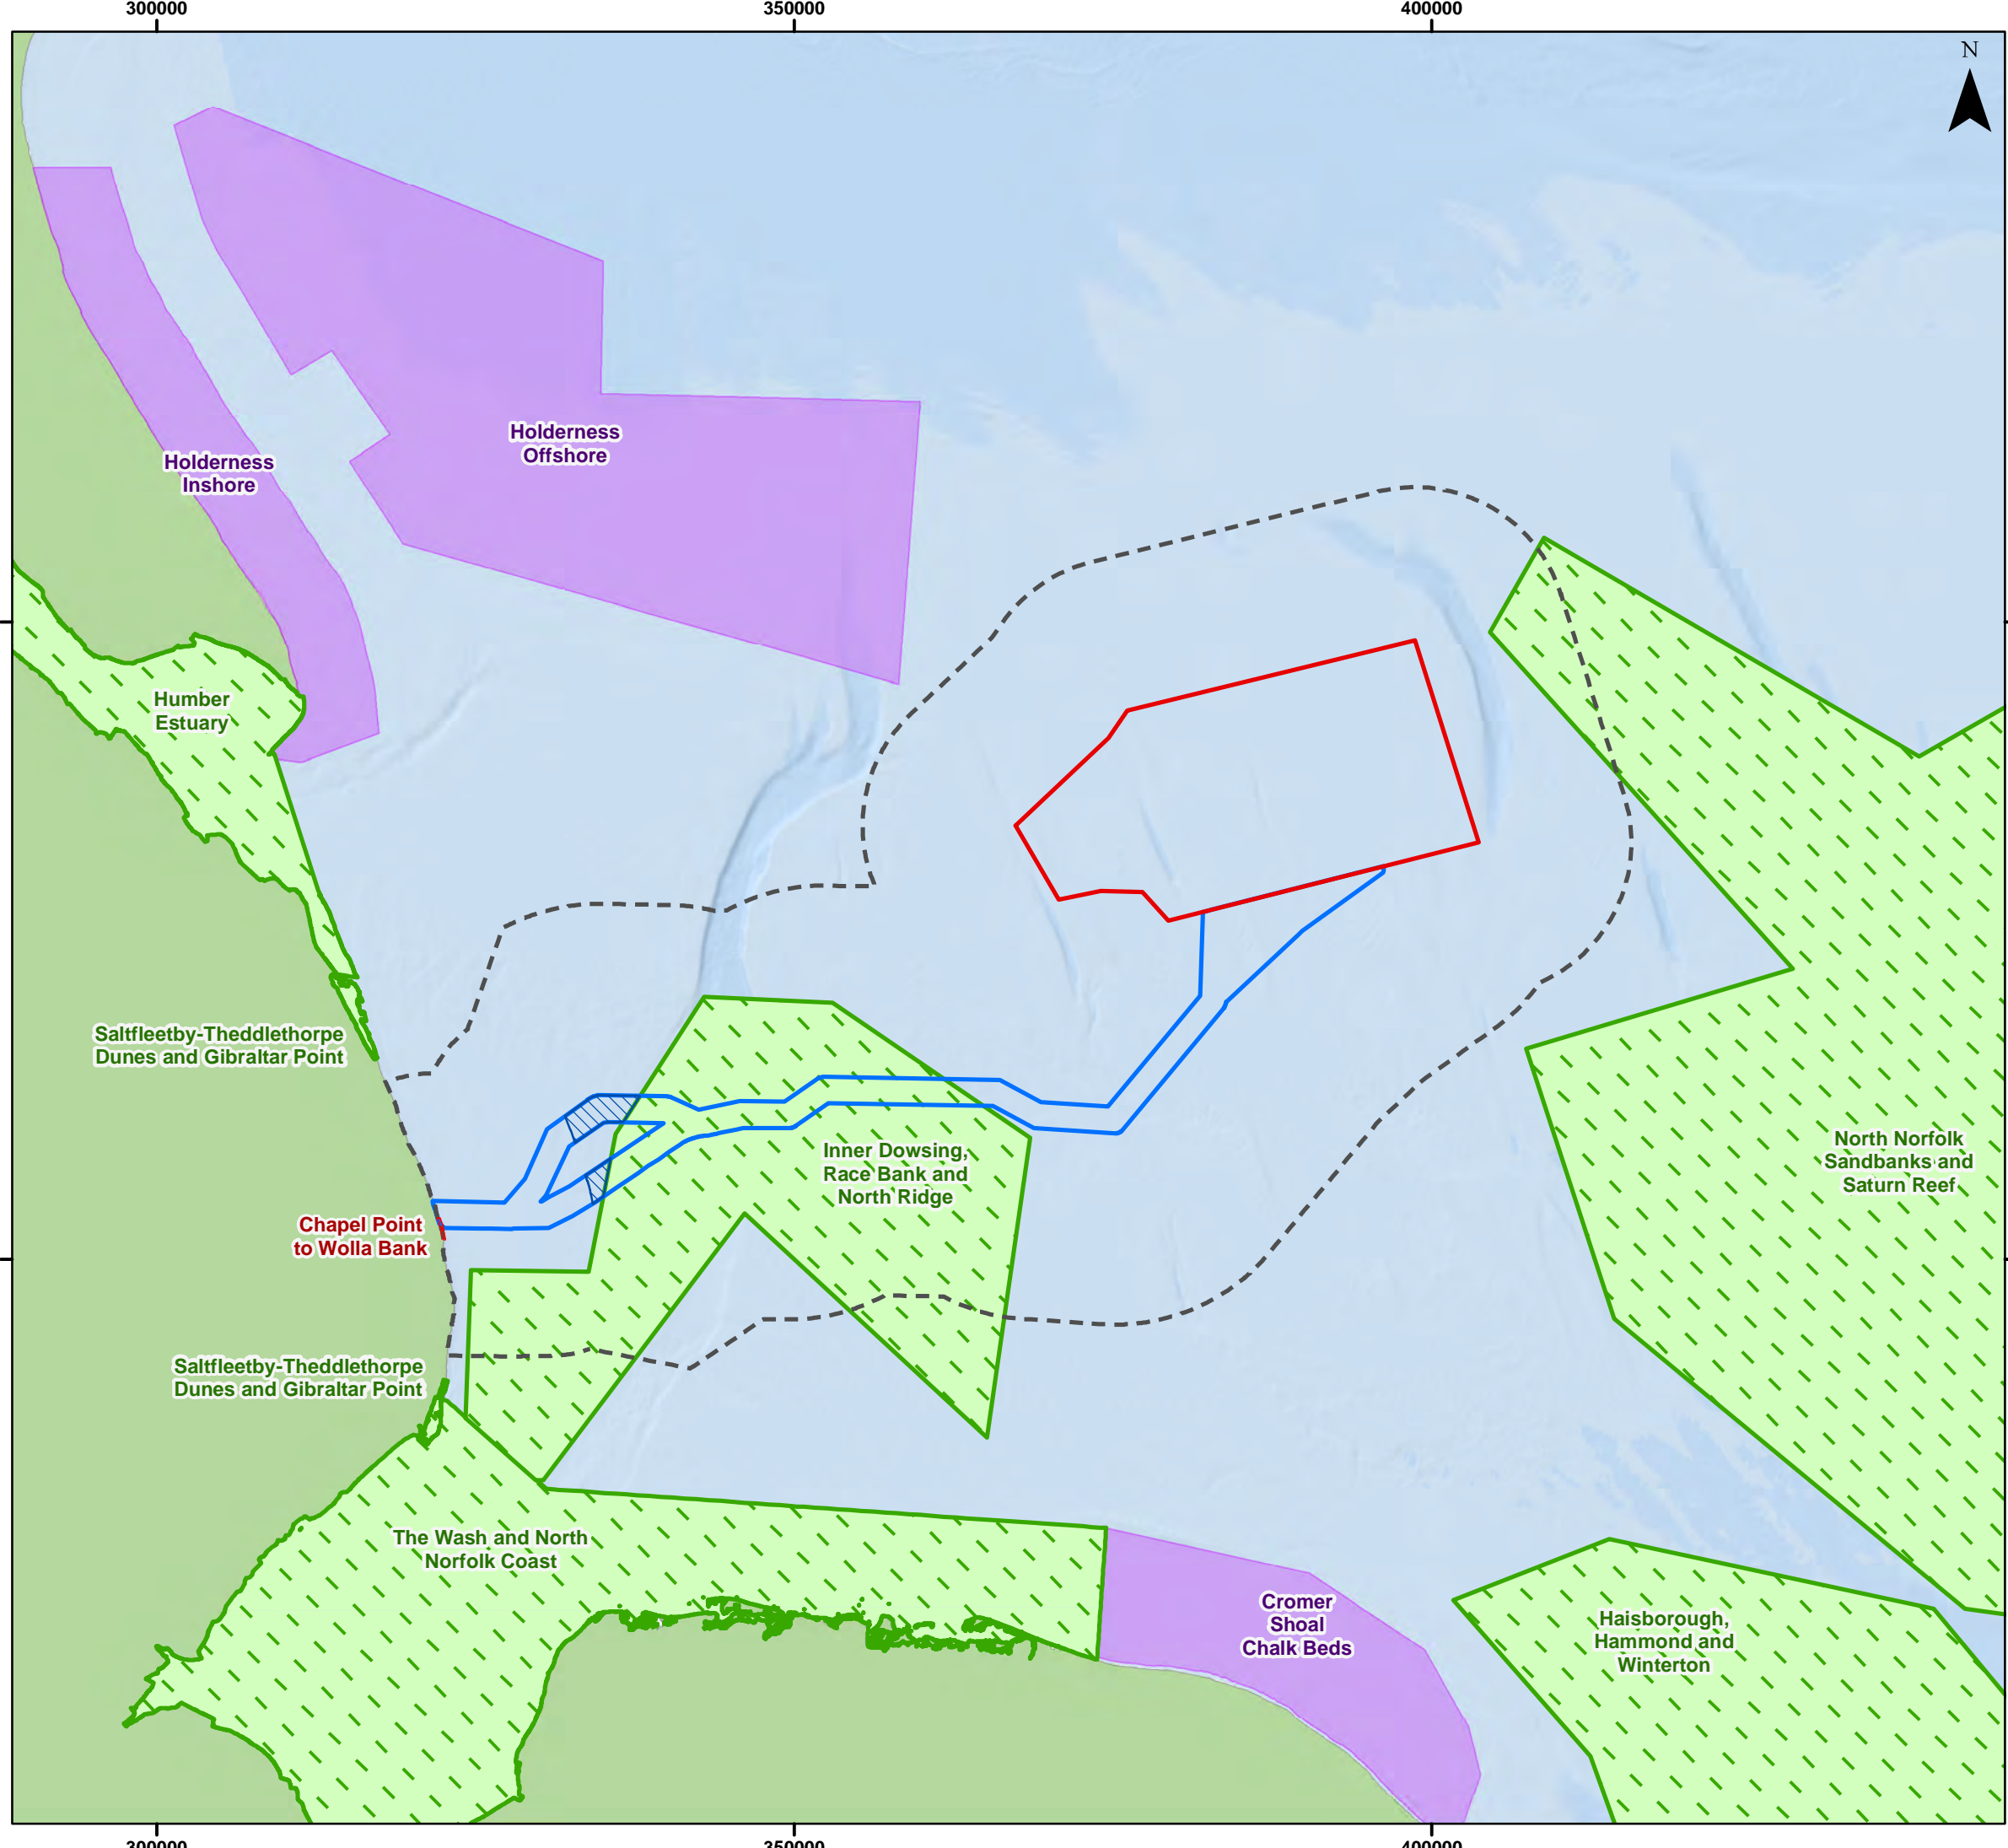 300000
350000
400000
N
Holderness
Offshore
Holderness
Inshore
Humber
Estuary
Saltfleetby-Theddlethorpe
Dunes and Gibraltar Point
Inner Dowsing,
Race Bank and
North Ridge
North Norfolk
Sandbanks and
Saturn Reef
Chapel Point
to Wolla Bank
Saltfleetby-Theddlethorpe
Dunes and Gibraltar Point
The Wash and North
Norfolk Coast
Cromer
Shoal
Chalk Beds
Haisborough,
Hammond and
Winterton
300000
350000
400000